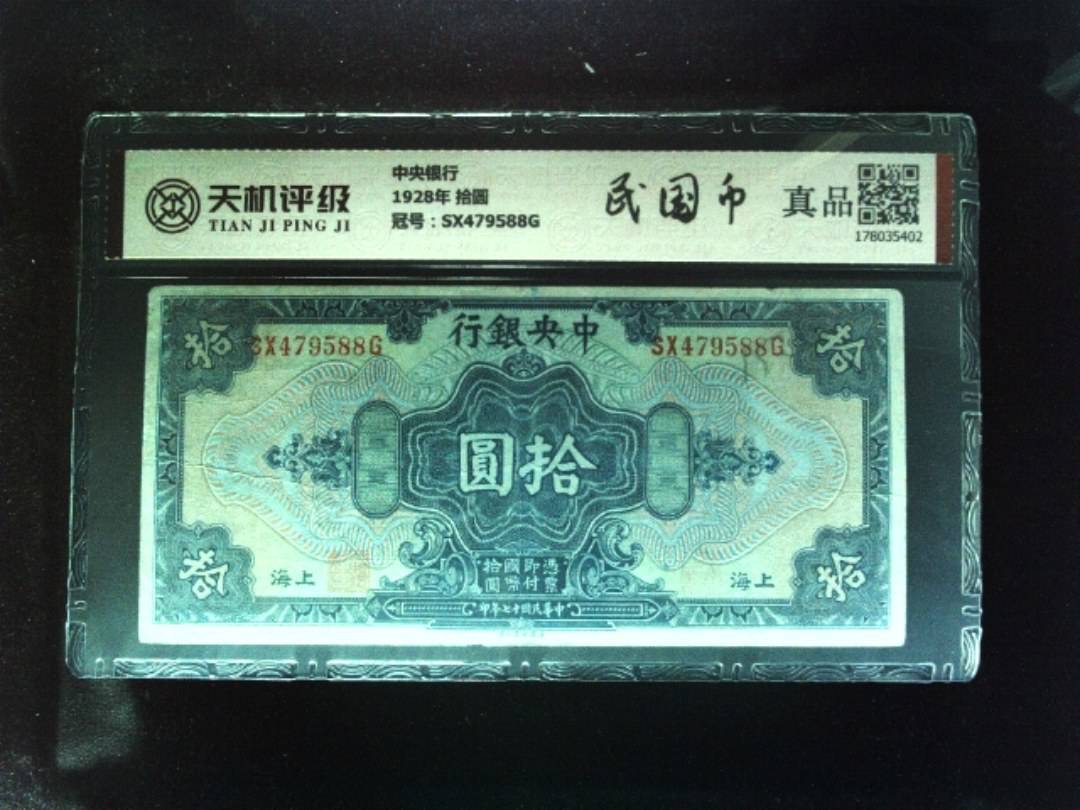 天机评级
TIAN JI PING JI
中央银行
1928年 拾圆
冠号：SX479588G
民国币
真品
178035402
行銀央中
SX479588G
SX479588G
拾
拾
圓拾
拾
拾
海上
海上
憑票
即付
國幣
拾圓
印年七十國民華中